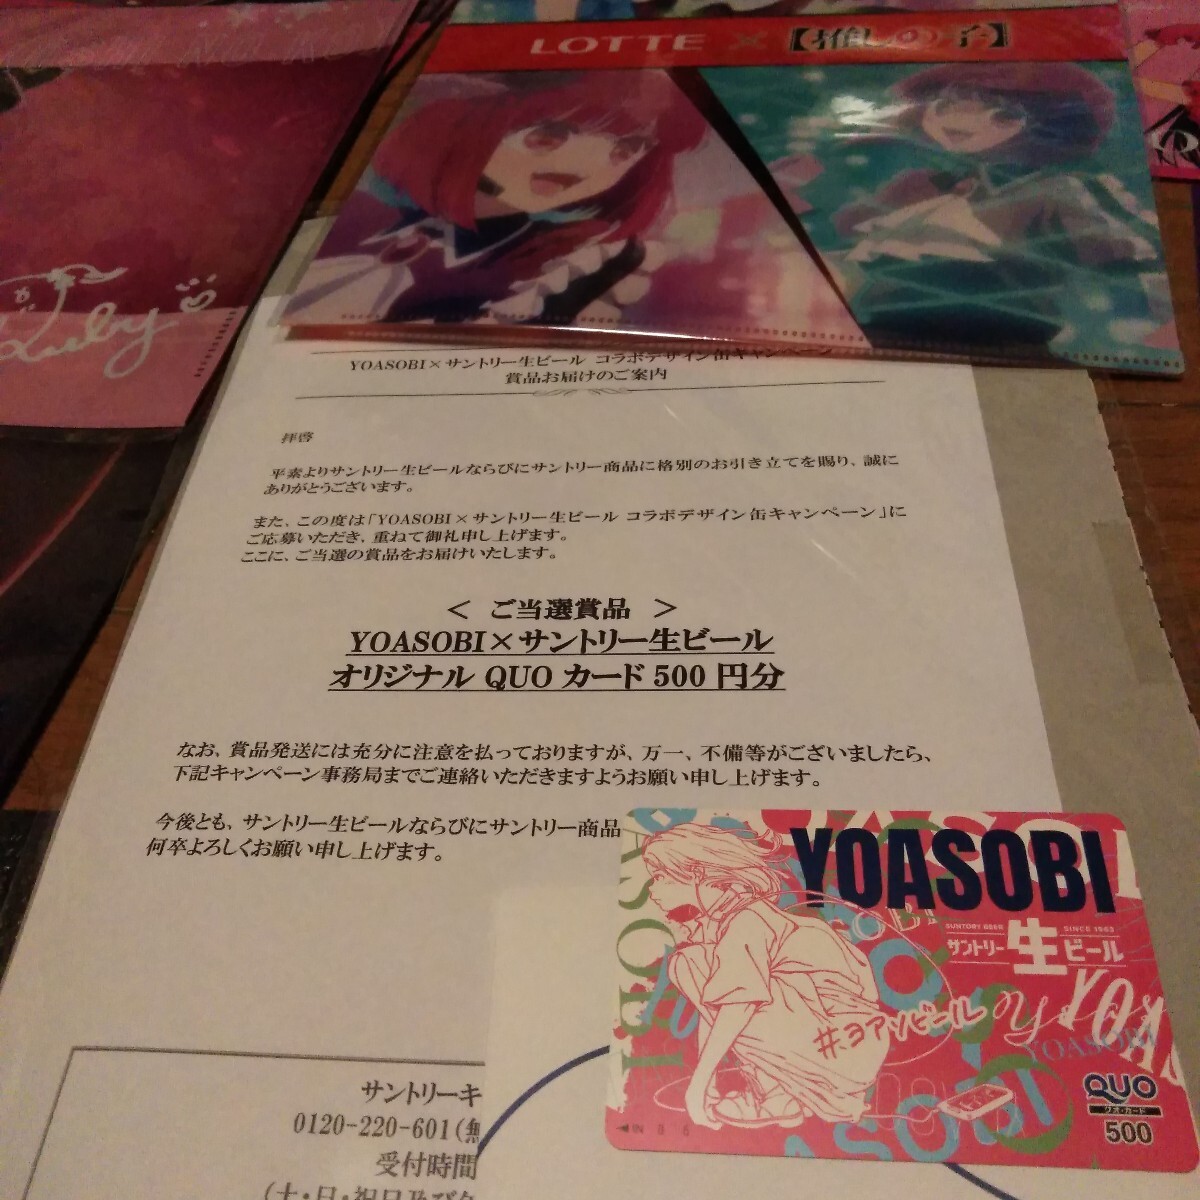 LOTTE × 【推しの子】
Ruby
YOASOBI×サントリー生ビール コラボデザイン缶キャンペーン
賞品お届けのご案内
拝啓
平素よりサントリー生ビールならびにサントリー商品に格別のお引き立てを賜り、誠に
ありがとうございます。
また、この度は「YOASOBI×サントリー生ビール コラボデザイン缶キャンペーン」に
ご応募いただき、重ねて御礼申し上げます。
ここに、ご当選の賞品をお届けいたします。
＜ ご当選賞品 ＞
YOASOBI×サントリー生ビール
オリジナル QUO カード 500 円分
なお、賞品発送には充分に注意を払っておりますが、万一、不備等がございましたら、
下記キャンペーン事務局までご連絡いただきますようお願い申し上げます。
今後とも、サントリー生ビールならびにサントリー商品
何卒よろしくお願い申し上げます。
サントリーキ
0120-220-601(無
受付時間
(土・日・祝日及び
YOASOBI
SUNTORY BEER SINCE 1963
サントリー生ビール
#ヨアソビール
YOASOBI
ASOBI
ASOBI
QUO
クオ・カード
500
◀IN